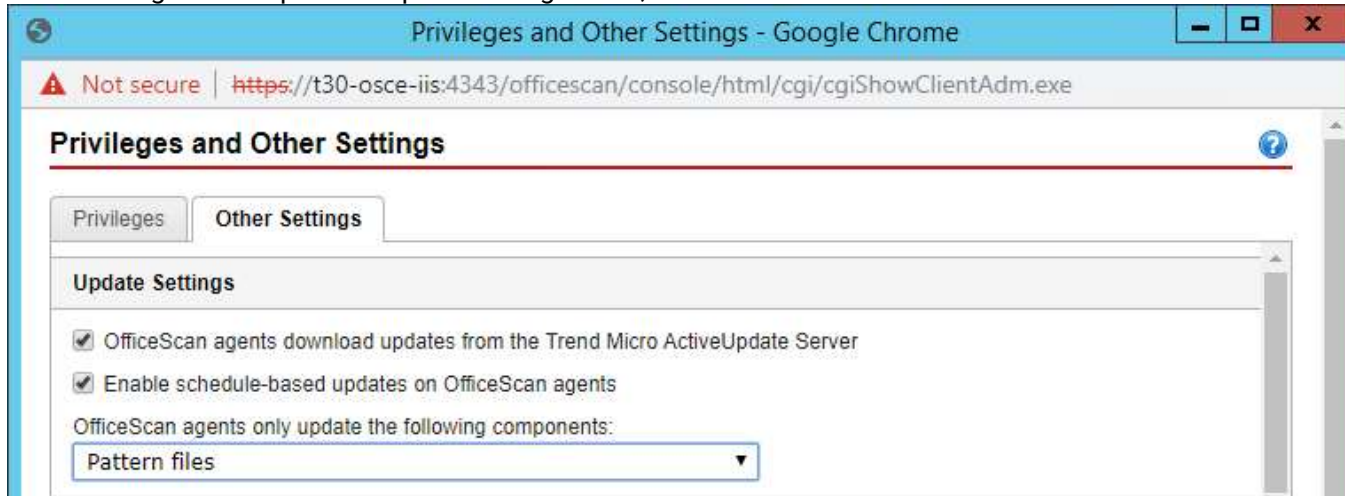 Privileges and Other Settings - Google Chrome
Not secure | https://t30-osce-iis:4343/officescan/console/html/cgi/cgiShowClientAdm.exe
Privileges and Other Settings
Privileges
Other Settings
Update Settings
OfficeScan agents download updates from the Trend Micro ActiveUpdate Server
Enable schedule-based updates on OfficeScan agents
OfficeScan agents only update the following components:
Pattern files